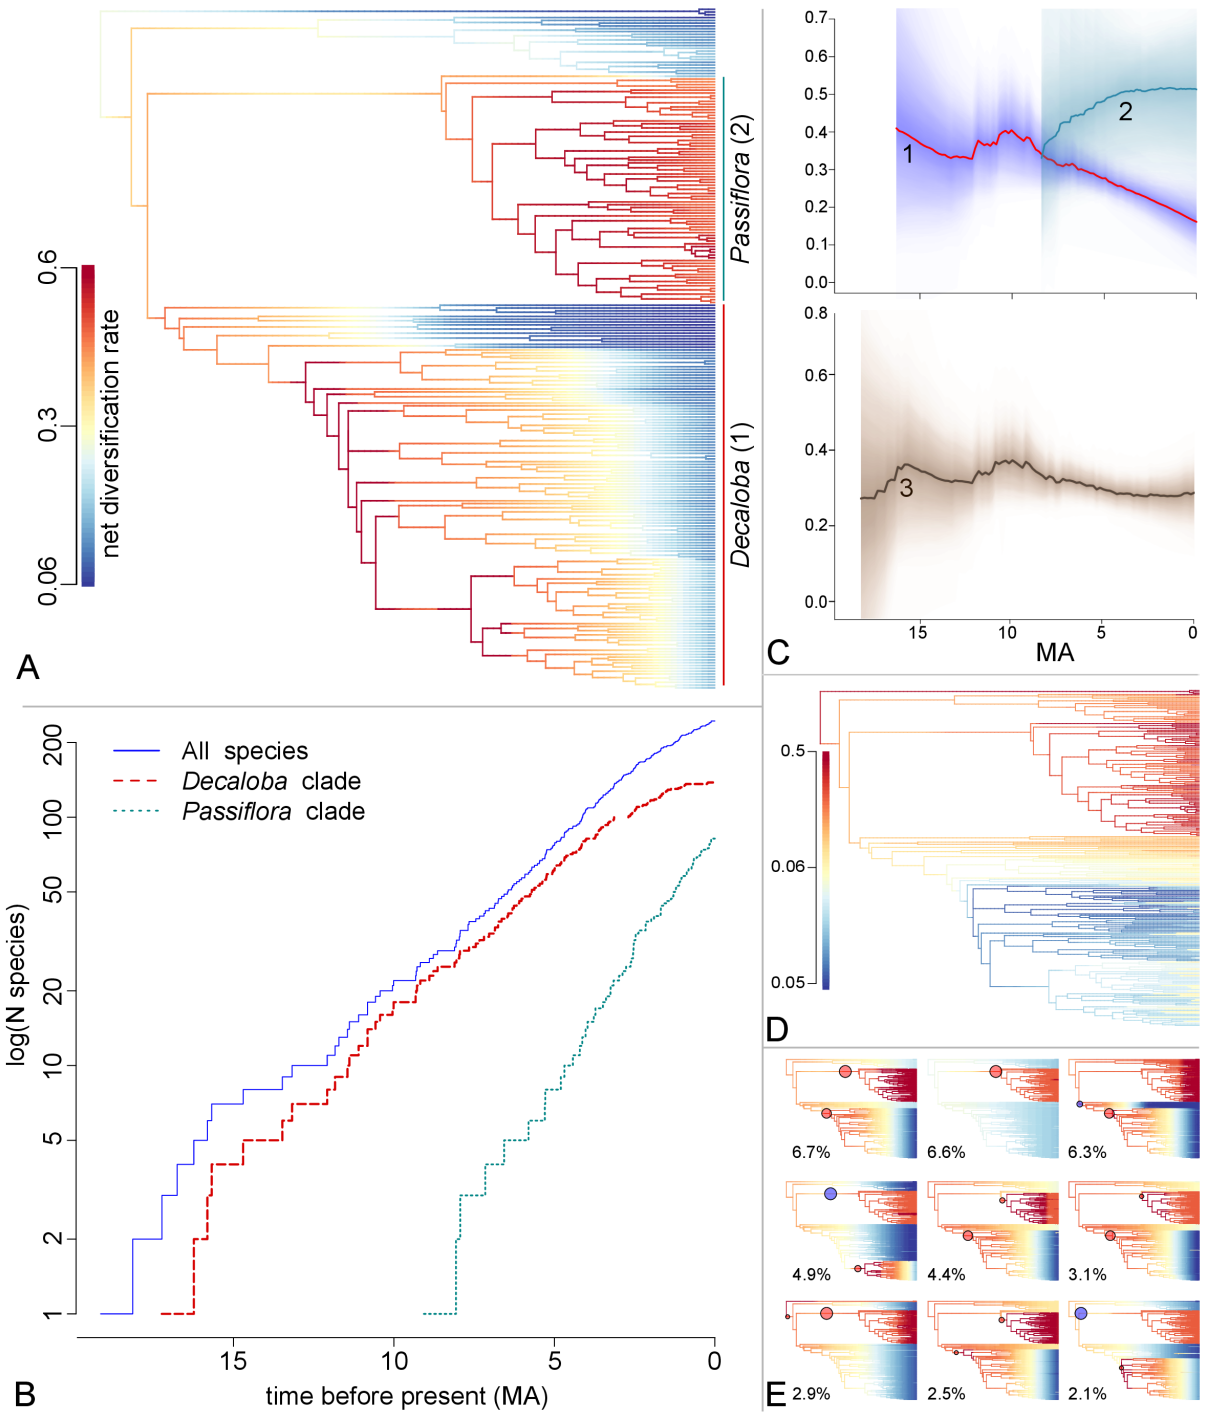 0.6
0.3
0.06
net diversification rate
Passiflora (2)
Decaloba (1)
A
0.7
0.6
0.5
0.4
0.3
0.2
0.1
0.0
1
2
0.8
0.6
0.4
0.2
0.0
3
15 10 5 0
MA
C
200
100
50
20
10
5
2
1
log(N species)
All species
Decaloba clade
Passiflora clade
15 10 5 0
time before present (MA)
B
0.5
0.06
0.05
D
6.7% 6.6% 6.3%
4.9% 4.4% 3.1%
2.9% 2.5% 2.1%
E